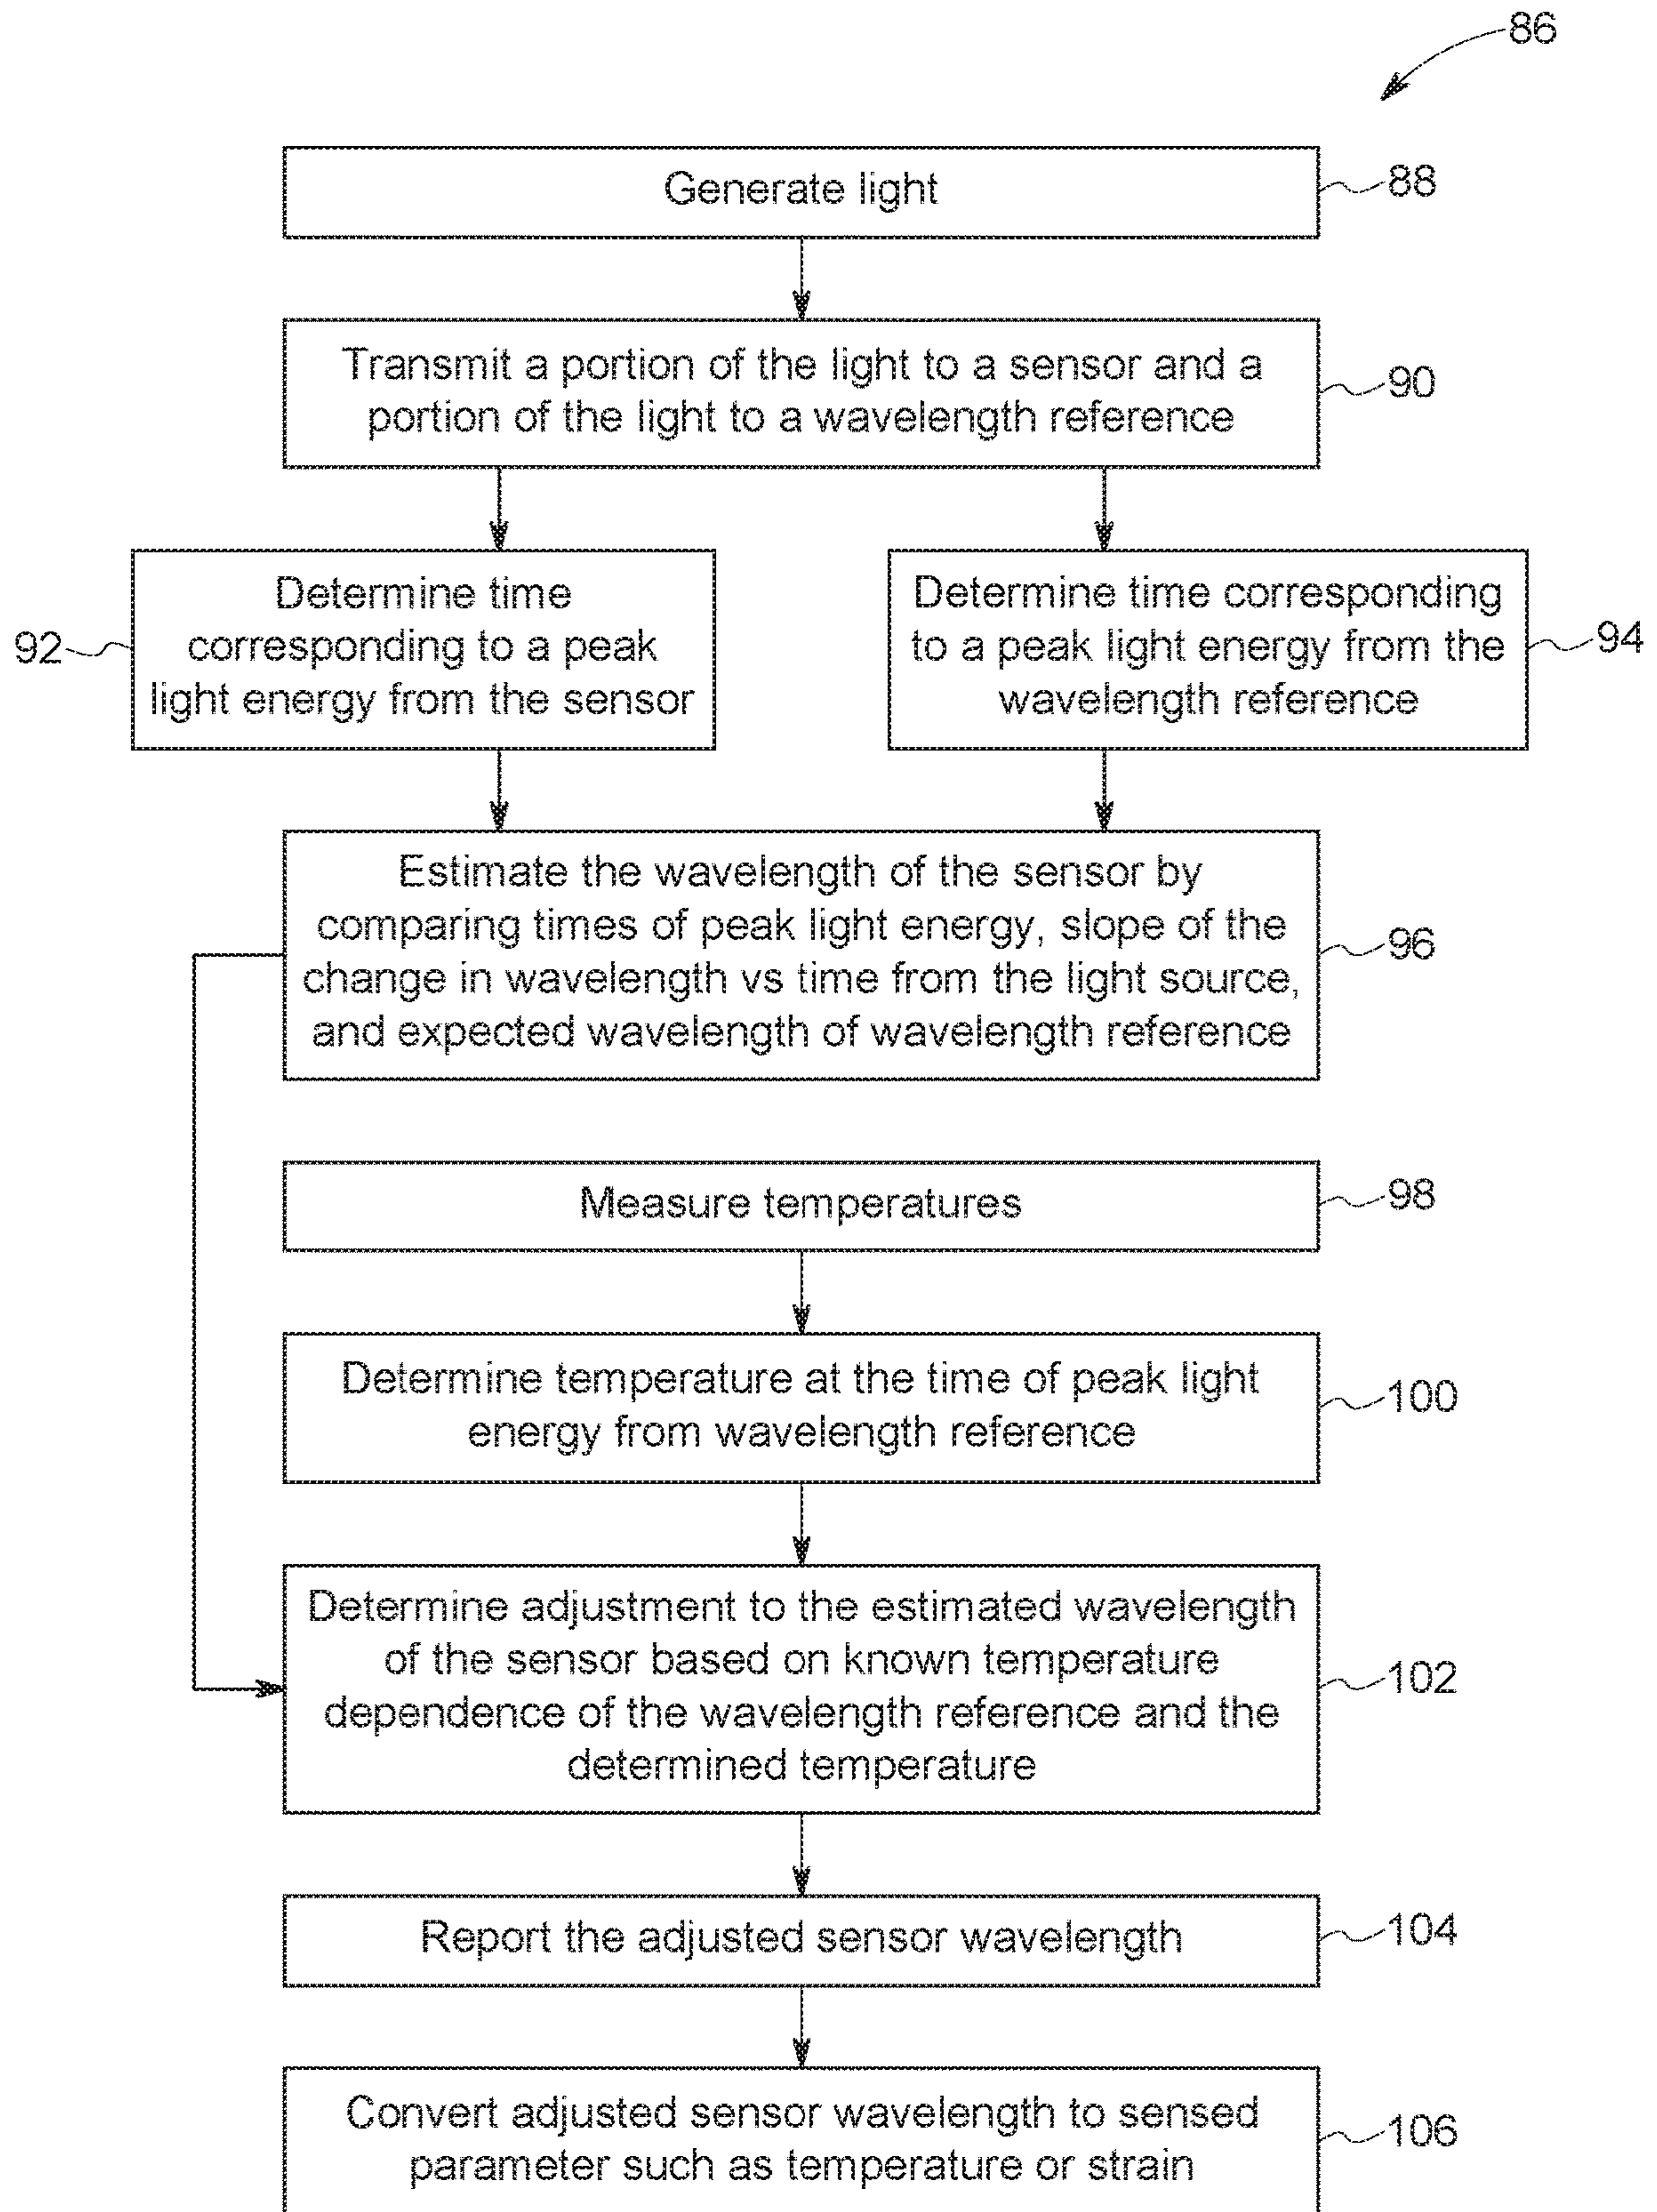 86
Generate light
88
Transmit a portion of the light to a sensor and a
portion of the light to a wavelength reference
90
Determine time
corresponding to a peak
light energy from the sensor
92
Determine time corresponding
to a peak light energy from the
wavelength reference
94
Estimate the wavelength of the sensor by
comparing times of peak light energy, slope of the
change in wavelength vs time from the light source,
and expected wavelength of wavelength reference
96
Measure temperatures
98
Determine temperature at the time of peak light
energy from wavelength reference
100
Determine adjustment to the estimated wavelength
of the sensor based on known temperature
dependence of the wavelength reference and the
determined temperature
102
Report the adjusted sensor wavelength
104
Convert adjusted sensor wavelength to sensed
parameter such as temperature or strain
106